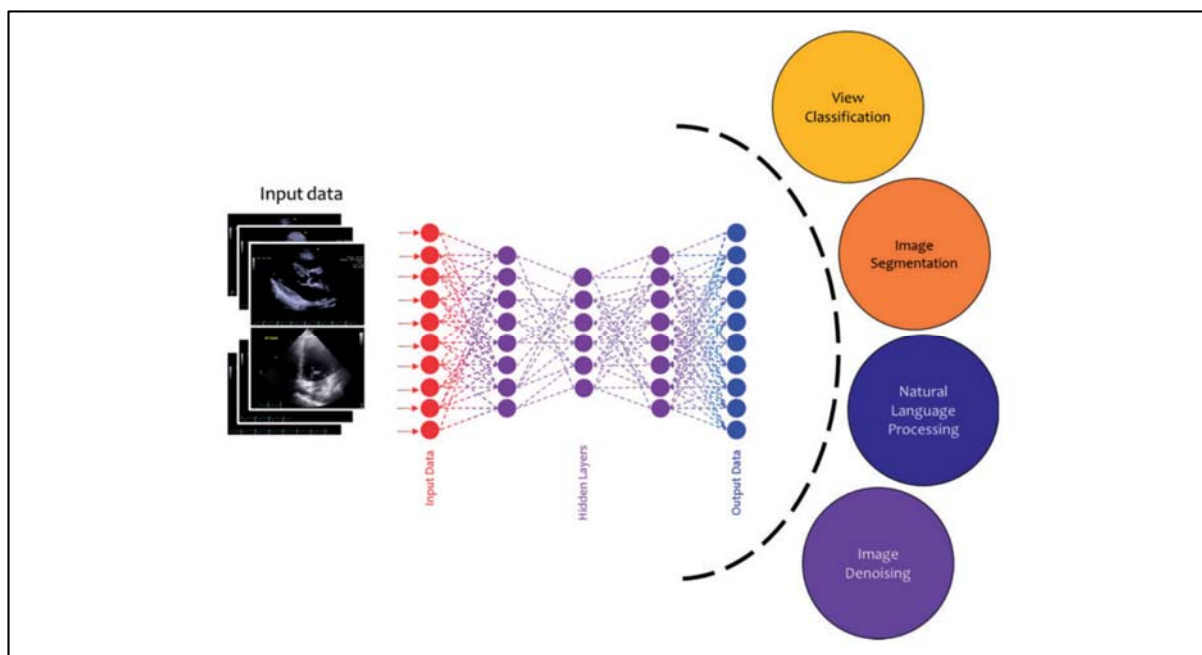 Input data
Input Data
Hidden Layers
Output Data
View
Classification
Image
Segmentation
Natural
Language
Processing
Image
Denoising